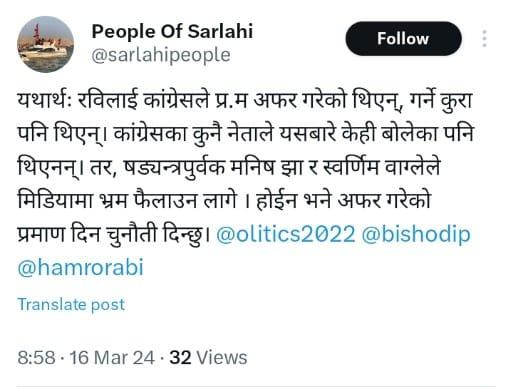 People Of Sarlahi
@sarlahipeople
Follow
यथार्थः रविलाई कांग्रेसले प्र.म अफर गरेको थिएन्, गर्ने कुरा
पनि थिएन्। कांग्रेसका कुनै नेताले यसबारे केही बोलेका पनि
थिएनन्। तर, षड्यन्त्रपुर्वक मनिष झा र स्वर्णिम वाग्लेले
मिडियामा भ्रम फैलाउन लागे । होईन भने अफर गरेको
प्रमाण दिन चुनौती दिन्छु। @olitics2022 @bishodip
@hamrorabi
Translate post
8:58 · 16 Mar 24 · 32 Views